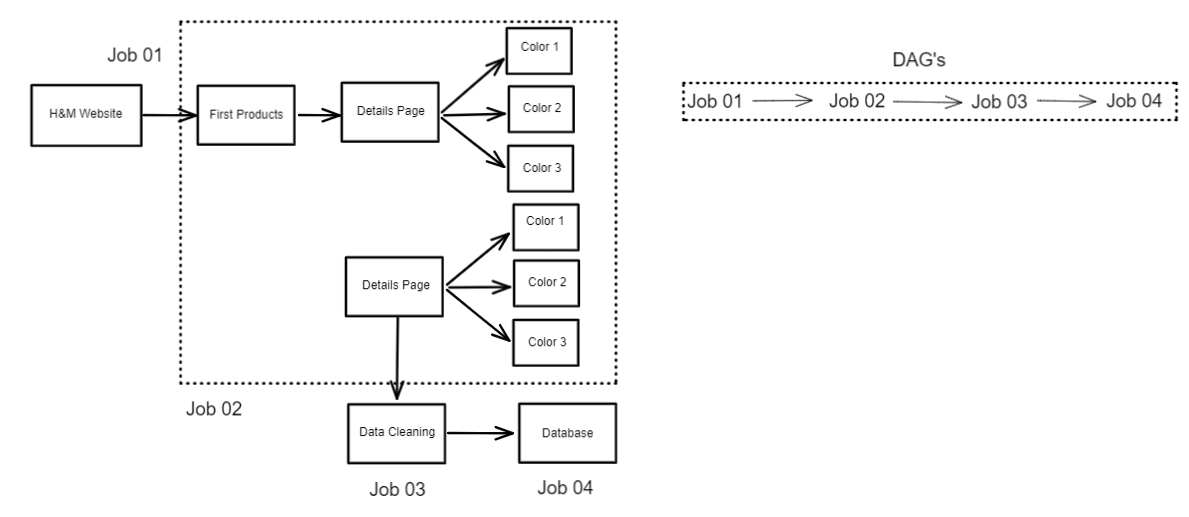 Job 01
H&M Website
First Products
Details Page
Color 1
Color 2
Color 3
Details Page
Color 1
Color 2
Color 3
Job 02
Data Cleaning
Database
Job 03
Job 04
DAG's
Job 01 Job 02 Job 03 Job 04